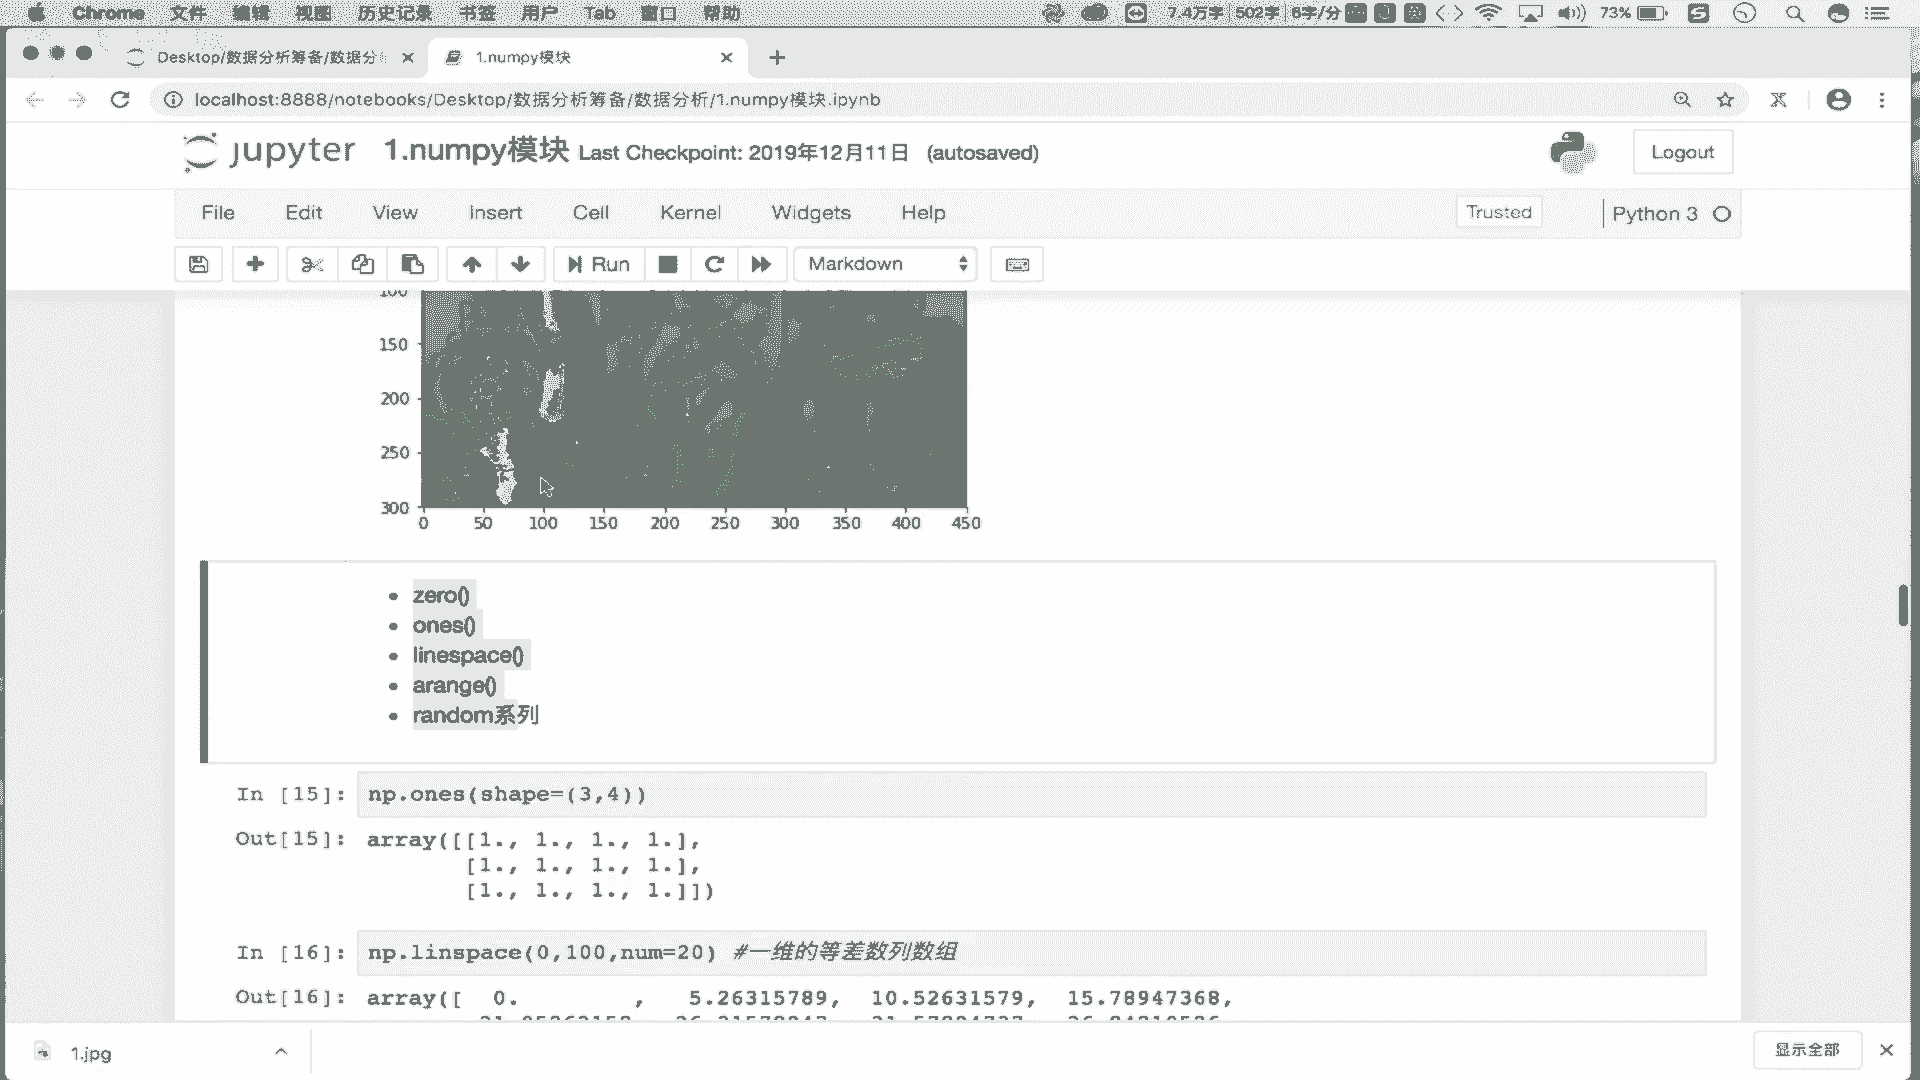 Chrome 文件 编辑 视图 历史记录 书签 用户 Tab 窗口 帮助 7.4万字 502字 6字/分 73%
Desktop/数据分析筹备/数据分
1.numpy模块
localhost:8888/notebooks/Desktop/数据分析筹备/数据分析/1.numpy模块.ipynb
jupyter 1.numpy模块 Last Checkpoint: 2019年12月11日 (autosaved)
Logout
File Edit View Insert Cell Kernel Widgets Help Trusted Python 3
Run Markdown
100
150
200
250
300
0 50 100 150 200 250 300 350 400 450
zero()
ones()
linespace()
arange()
random系列
In [15]: np.ones(shape=(3,4))
Out[15]: array([[1., 1., 1., 1.],
[1., 1., 1., 1.],
[1., 1., 1., 1.]])
In [16]: np.linspace(0,100,num=20) #一维的等差数列数组
Out[16]: array([ 0. , 5.26315789, 10.52631579, 15.78947368,
1.jpg
显示全部